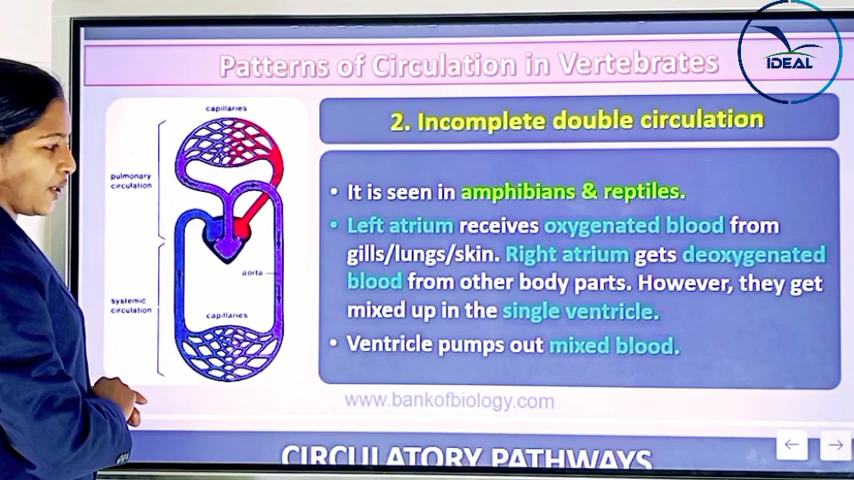 iDEAL
Patterns of Circulation in Vertebrates
capillaries
pulmonary
circulation
aorta
systemic
circulation
capillaries
2. Incomplete double circulation
• It is seen in amphibians & reptiles.
• Left atrium receives oxygenated blood from
gills/lungs/skin. Right atrium gets deoxygenated
blood from other body parts. However, they get
mixed up in the single ventricle.
• Ventricle pumps out mixed blood.
www.bankofbiology.com
CIRCULATORY PATHWAYS